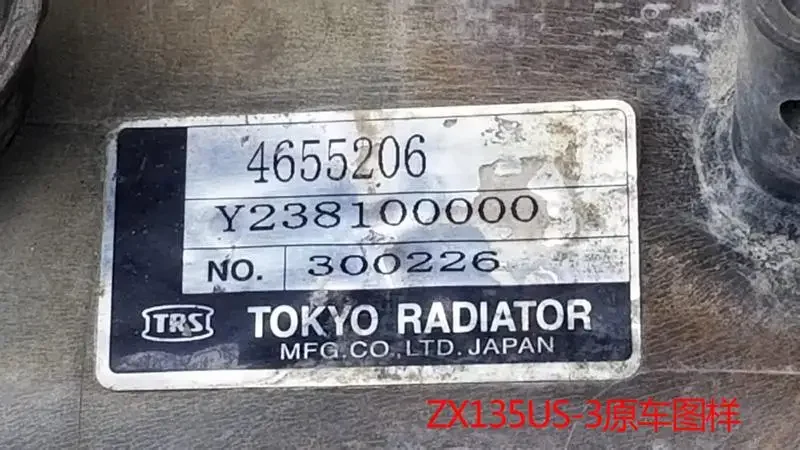 4655206
Y238100000
NO. 300226
TRS TOKYO RADIATOR
MFG.CO.,LTD. JAPAN
ZX135US-3原车图样